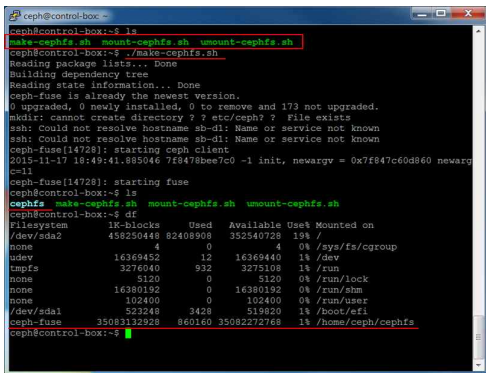 ceph@control-box: ~
ceph@control-box:~$ ls
make-cephfs.sh mount-cephfs.sh umount-cephfs.sh
ceph@control-box:~$ ./make-cephfs.sh
Reading package lists... Done
Building dependency tree
Reading state information... Done
ceph-fuse is already the newest version.
0 upgraded, 0 newly installed, 0 to remove and 173 not upgraded.
mkdir: cannot create directory ? ? etc/ceph? ? File exists
ssh: Could not resolve hostname sb-d1: Name or service not known
ssh: Could not resolve hostname sb-d1: Name or service not known
ceph-fuse[14728]: starting ceph client
2015-11-17 18:49:41.885046 7f8478bee7c0 -1 init, newargv = 0x7f847c60d860 newarg
c=11
ceph-fuse[14728]: starting fuse
ceph@control-box:~$ ls
cephfs make-cephfs.sh mount-cephfs.sh umount-cephfs.sh
ceph@control-box:~$ df
Filesystem 1K-blocks Used Available Use% Mounted on
/dev/sda2 458250448 82408908 352540728 19% /
none 4 0 4 0% /sys/fs/cgroup
udev 16369452 12 16369440 1% /dev
tmpfs 3276040 932 3275108 1% /run
none 5120 0 5120 0% /run/lock
none 16380192 0 16380192 0% /run/shm
none 102400 0 102400 0% /run/user
/dev/sda1 523248 3428 519820 1% /boot/efi
ceph-fuse 35083132928 860160 35082272768 1% /home/ceph/cephfs
ceph@control-box:~$